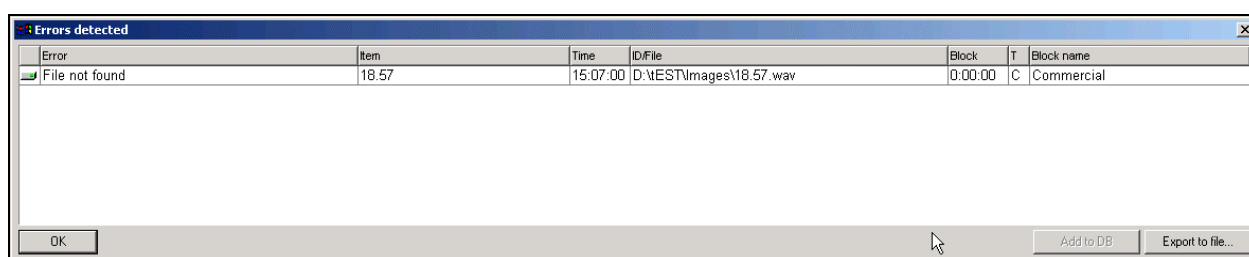 Errors detected
Error Item Time ID/File Block T Block name
File not found 18.57 15:07:00 D:\tEST\Images\18.57.wav 0:00:00 C Commercial
OK Add to DB Export to file...